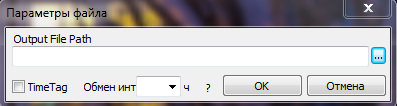 Параметры файла
Output File Path
...
TimeTag Обмен инт ч ? OK Отмена